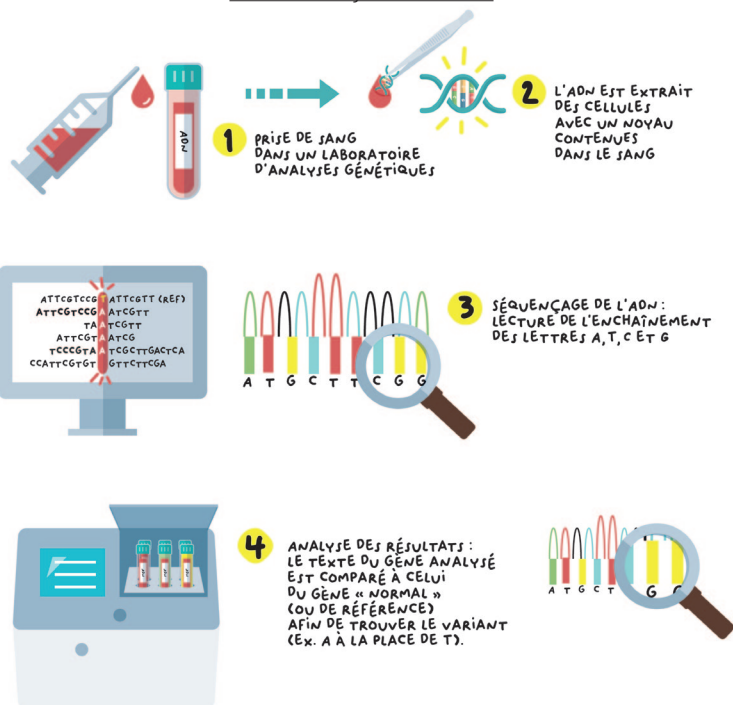 ADN
1
PRISE DE SANG
DANS UN LABORATOIRE
D'ANALYSES GÉNÉTIQUES
2
L'ADN EST EXTRAIT
DES CELLULES
AVEC UN NOYAU
CONTENUES
DANS LE SANG
ATTCGTCCG T ATTCGTT (REF)
ATTCGTCCG A ATCGTT
TA A TCGTT
ATTCGT A ATCG
TCCCGTA A TCGCTTGACTCA
CCATTCGTGT GTTCTTCGA
A T G C T T C G G
3
SÉQUENÇAGE DE L'ADN :
LECTURE DE L'ENCHAÎNEMENT
DES LETTRES A, T, C ET G
4
ANALYSE DES RÉSULTATS :
LE TEXTE DU GÈNE ANALYSÉ
EST COMPARÉ À CELUI
DU GÈNE « NORMAL »
(OU DE RÉFÉRENCE)
AFIN DE TROUVER LE VARIANT
(EX. A À LA PLACE DE T).
A T G C T G